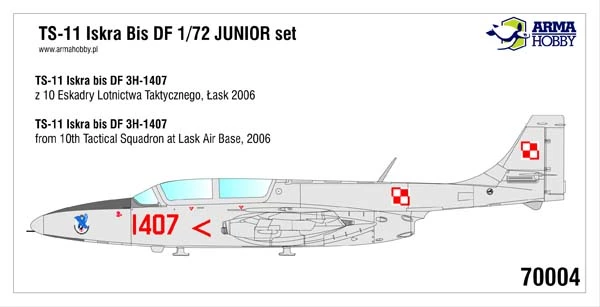 TS-11 Iskra Bis DF 1/72 JUNIOR set
www.armahobby.pl
ARMA
HOBBY
TS-11 Iskra bis DF 3H-1407
z 10 Eskadry Lotnictwa Taktycznego, Łask 2006
TS-11 Iskra bis DF 3H-1407
from 10th Tactical Squadron at Lask Air Base, 2006
1407
70004